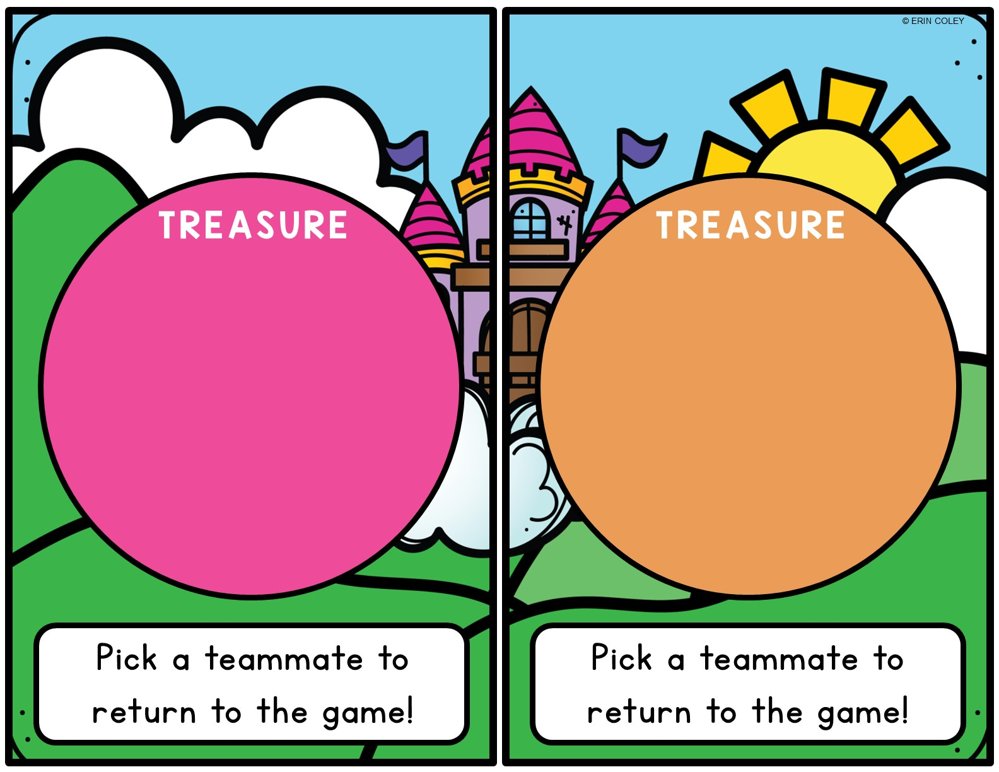 © ERIN COLEY
TREASURE
Pick a teammate to
return to the game!
TREASURE
Pick a teammate to
return to the game!